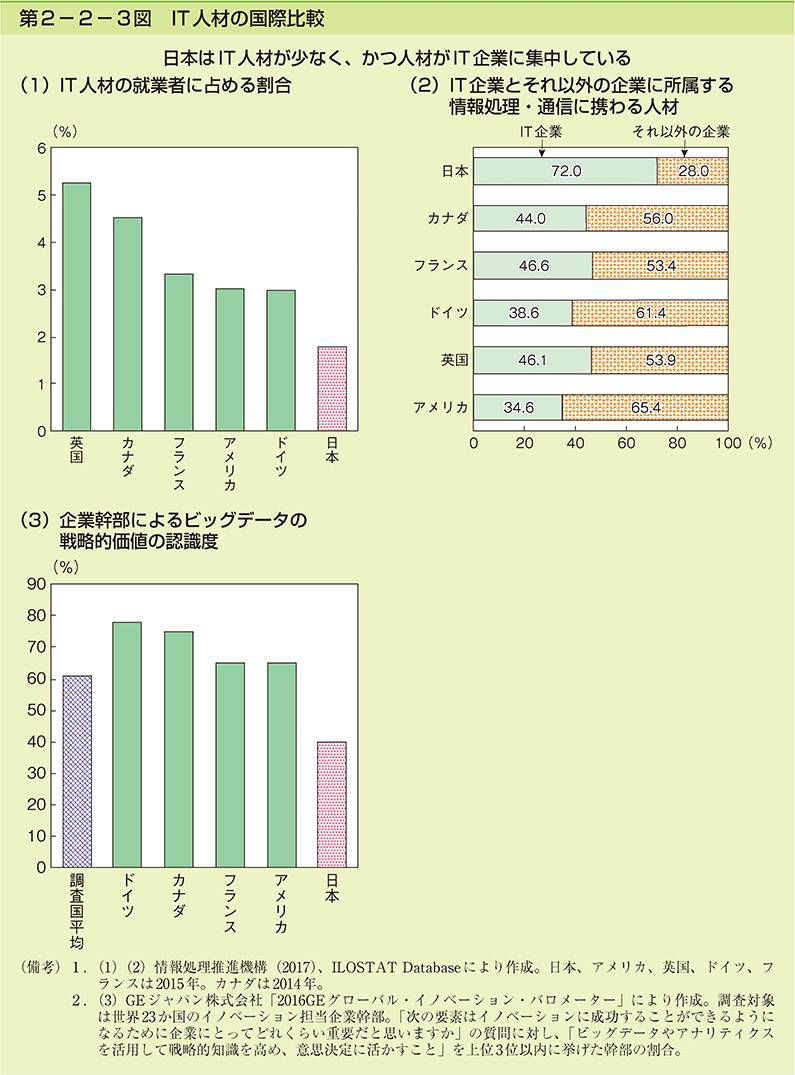 第2－2－3図　IT人材の国際比較
日本はIT人材が少なく、かつ人材がIT企業に集中している
（1）IT人材の就業者に占める割合
（%）
6
5
4
3
2
1
0
英国
カナダ
フランス
アメリカ
ドイツ
日本
（2）IT企業とそれ以外の企業に所属する
情報処理・通信に携わる人材
IT企業　それ以外の企業
日本　72.0　28.0
カナダ　44.0　56.0
フランス　46.6　53.4
ドイツ　38.6　61.4
英国　46.1　53.9
アメリカ　34.6　65.4
0　20　40　60　80　100（%）
（3）企業幹部によるビッグデータの
戦略的価値の認識度
（%）
90
80
70
60
50
40
30
20
10
0
調査国平均
ドイツ
カナダ
フランス
アメリカ
日本
（備考）1．（1）（2）情報処理推進機構（2017）、ILOSTAT Databaseにより作成。日本、アメリカ、英国、ドイツ、フ
ランスは2015年。カナダは2014年。
2．（3）GEジャパン株式会社「2016GEグローバル・イノベーション・バロメーター」により作成。調査対象
は世界23か国のイノベーション担当企業幹部。「次の要素はイノベーションに成功することができるように
なるために企業にとってどれくらい重要だと思いますか」の質問に対し、「ビッグデータやアナリティクス
を活用して戦略的知識を高め、意思決定に活かすこと」を上位3位以内に挙げた幹部の割合。